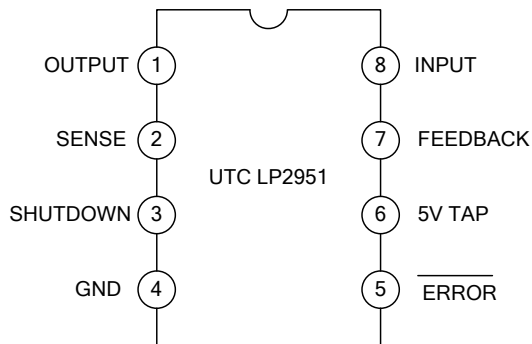 OUTPUT 1 8 INPUT
SENSE 2 7 FEEDBACK
UTC LP2951
SHUTDOWN 3 6 5V TAP
GND 4 5 ERROR